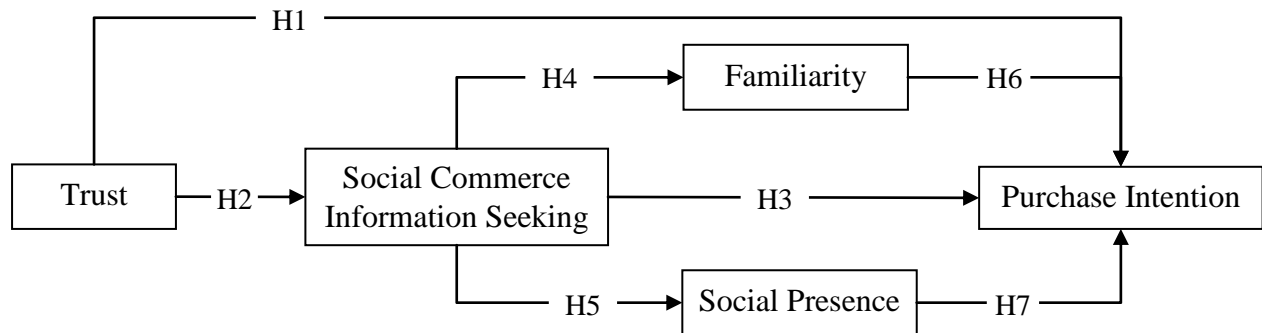 H1
H4
Familiarity
H6
Trust
H2
Social Commerce
Information Seeking
H3
Purchase Intention
H5
Social Presence
H7